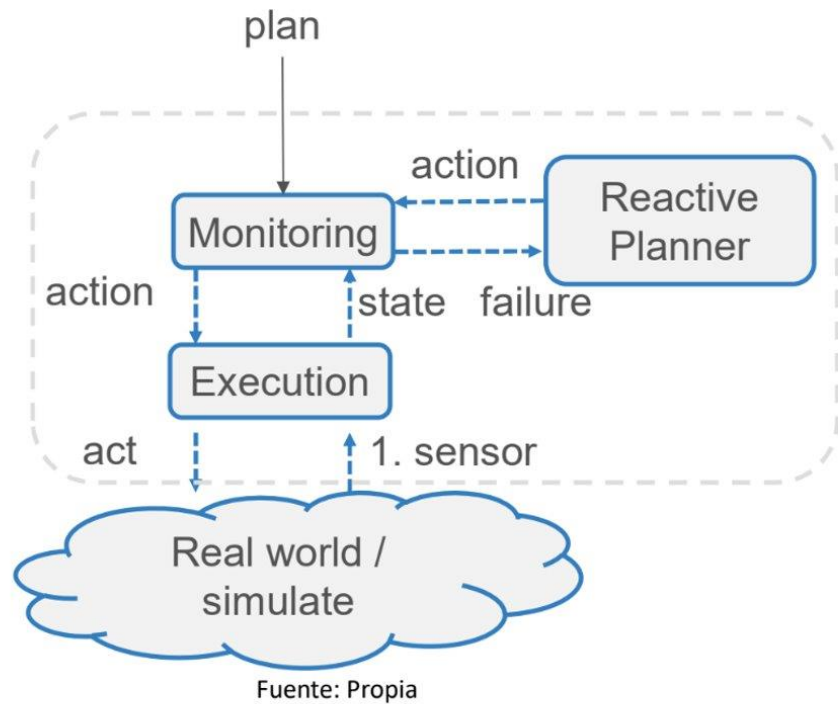 plan
action
Reactive
Planner
Monitoring
action
state failure
Execution
act
1. sensor
Real world /
simulate
Fuente: Propia